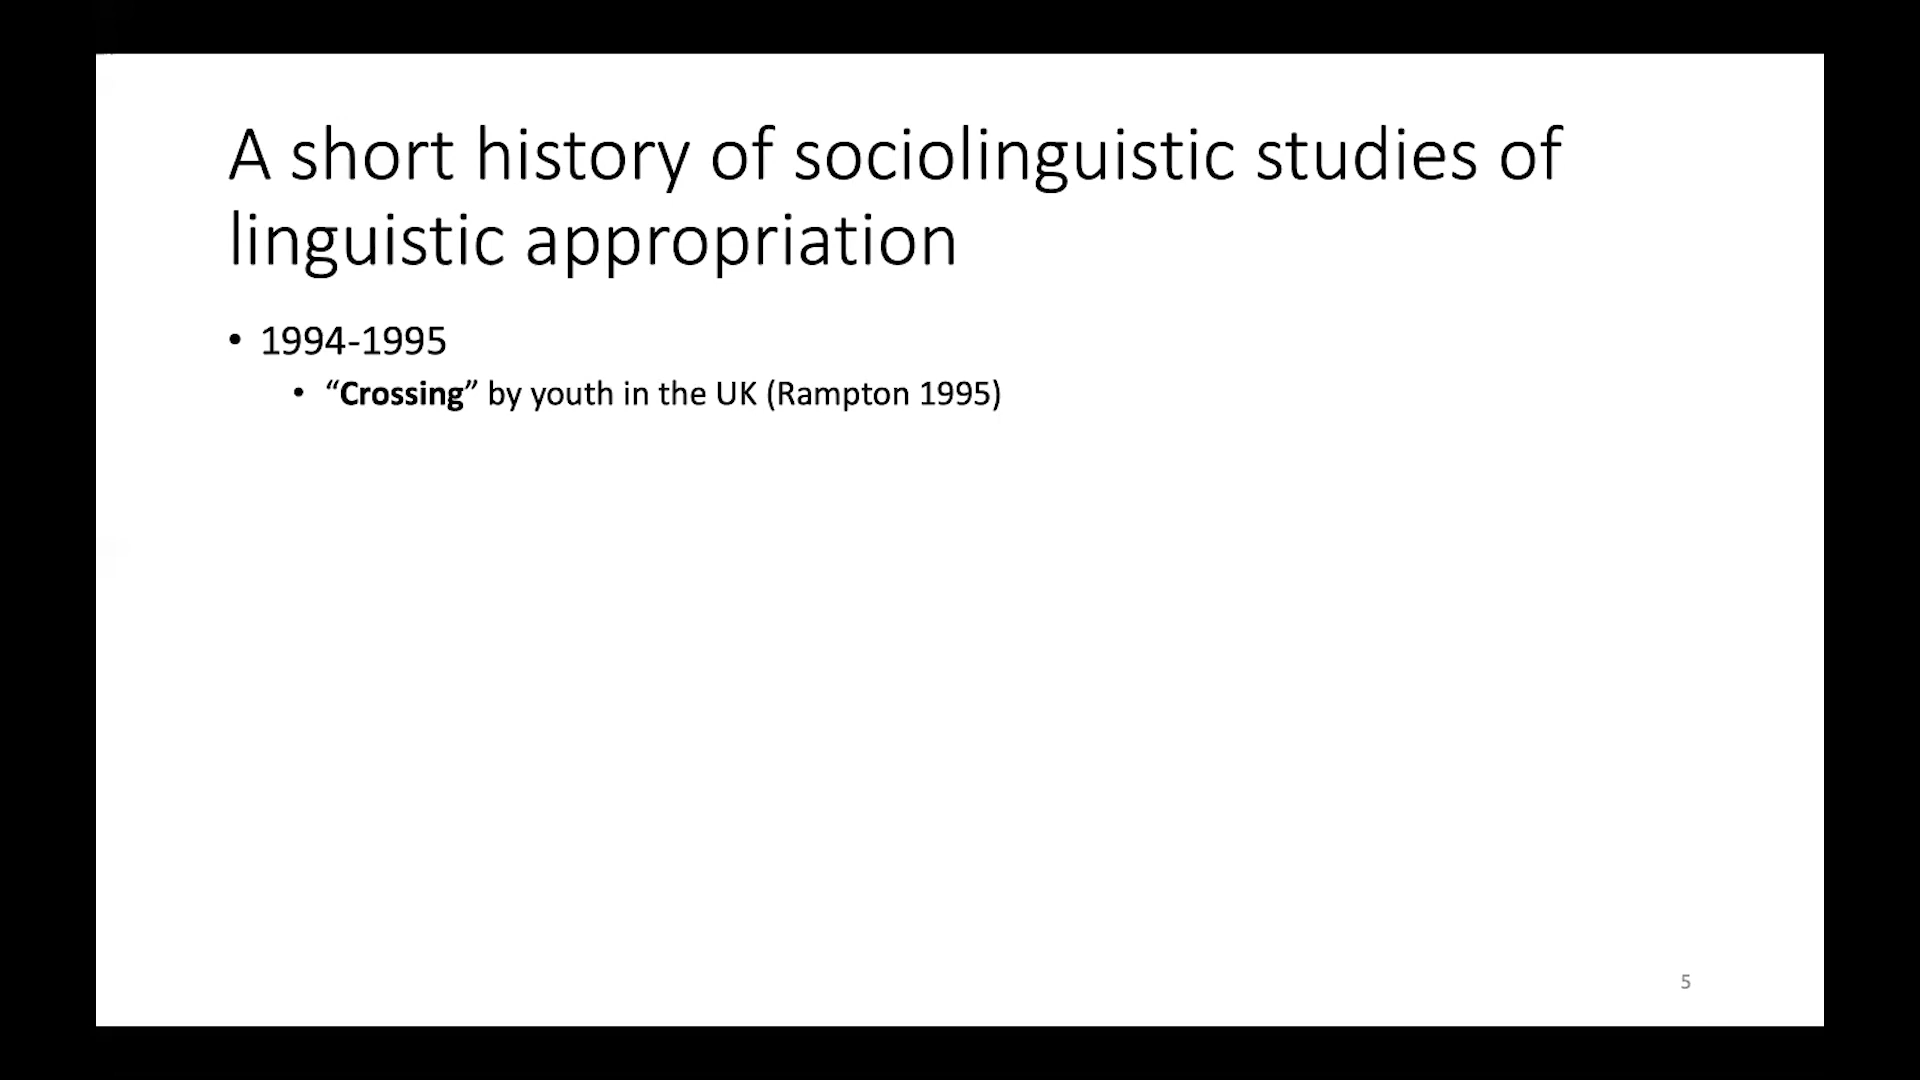 A short history of sociolinguistic studies of
linguistic appropriation
• 1994-1995
• “Crossing” by youth in the UK (Rampton 1995)
5